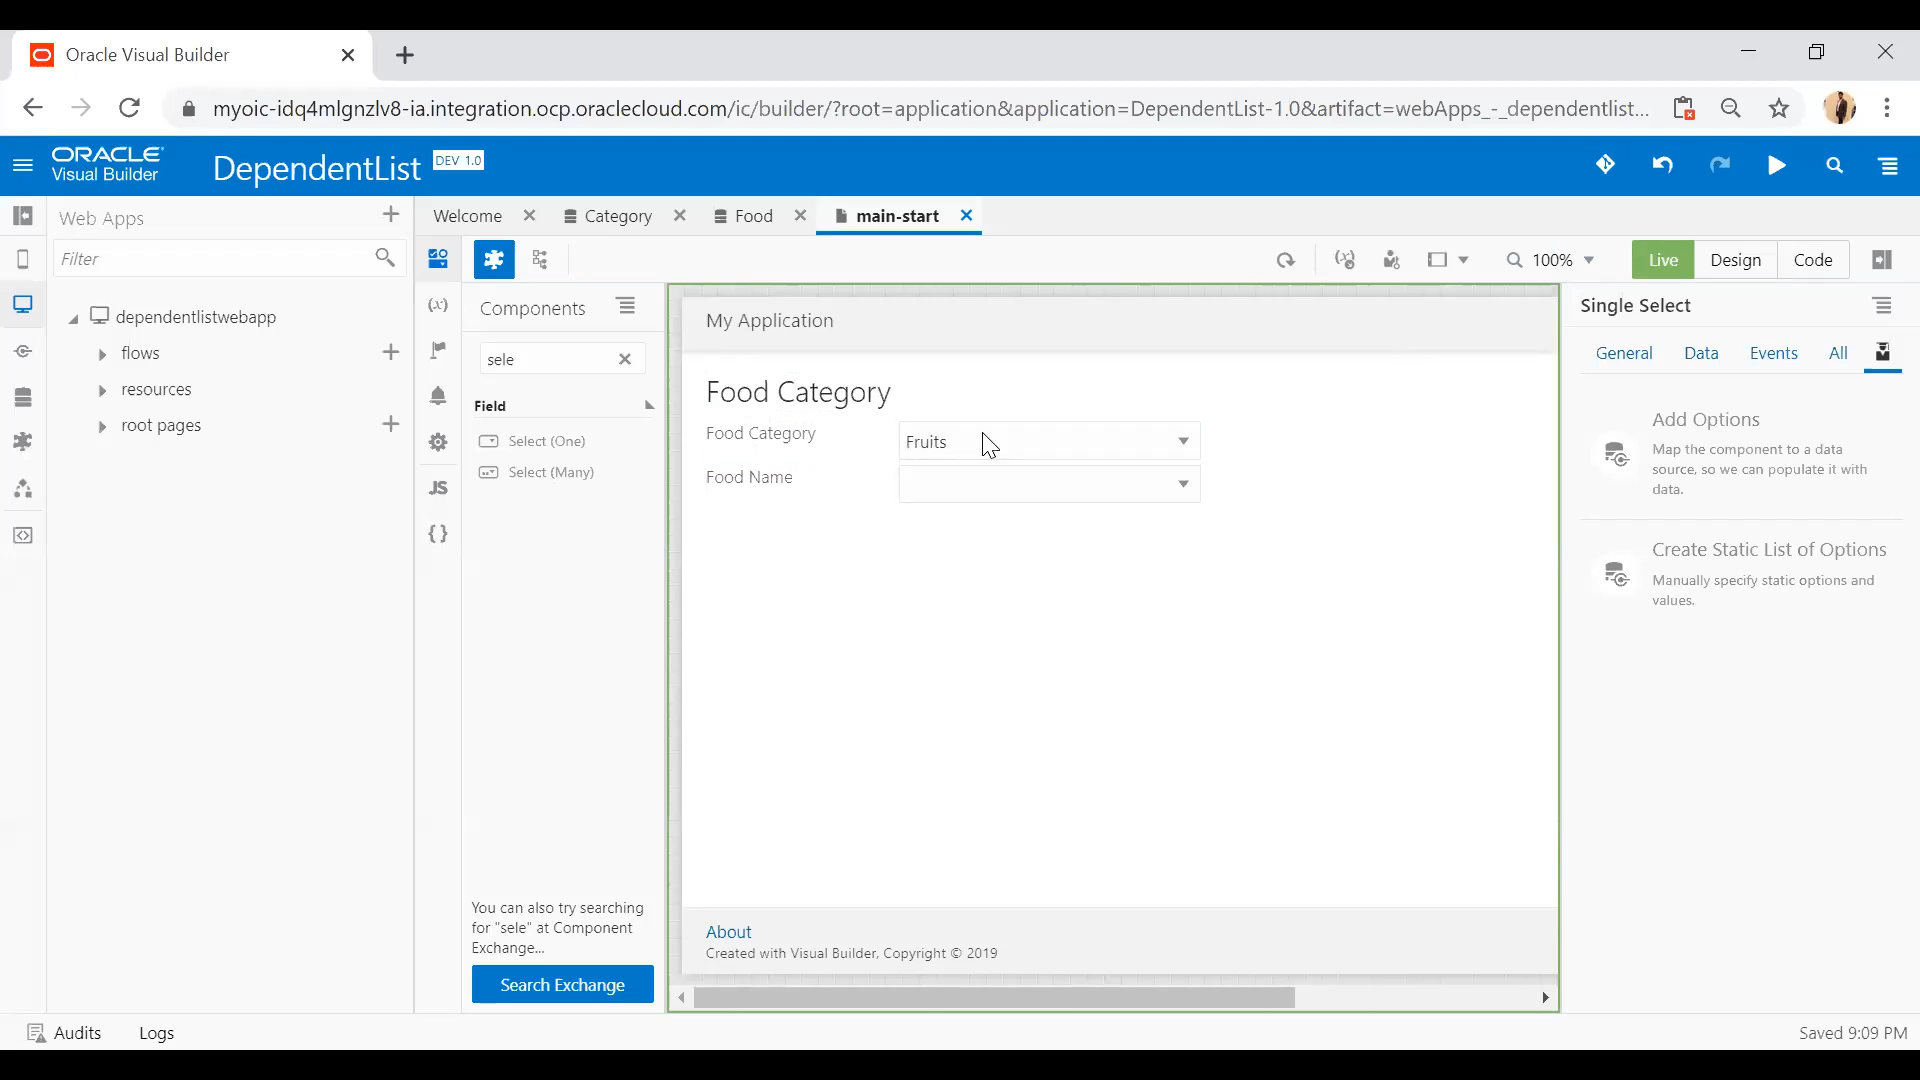 Oracle Visual Builder
myoic-idq4mlgnzlv8-ia.integration.ocp.oraclecloud.com/ic/builder/?root=application&application=DependentList-1.0&artifact=webApps_-_dependentlist...
ORACLE
Visual Builder
DependentList
DEV 1.0
Web Apps
Filter
dependentlistwebapp
flows
resources
root pages
Welcome
Category
Food
main-start
100%
Live
Design
Code
(x)
JS
{ }
Components
sele
Field
Select (One)
Select (Many)
You can also try searching
for "sele" at Component
Exchange...
Search Exchange
My Application
Food Category
Food Category
Fruits
Food Name
About
Created with Visual Builder, Copyright © 2019
Single Select
General
Data
Events
All
Add Options
Map the component to a data
source, so we can populate it with
data.
Create Static List of Options
Manually specify static options and
values.
Audits
Logs
Saved 9:09 PM